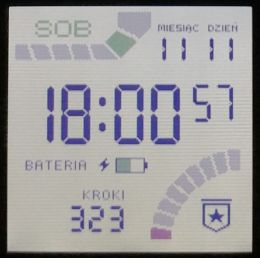 SOB
MIESIĄC DZIEŃ
11 11
18:00 57
BATERIA
KROKI
323